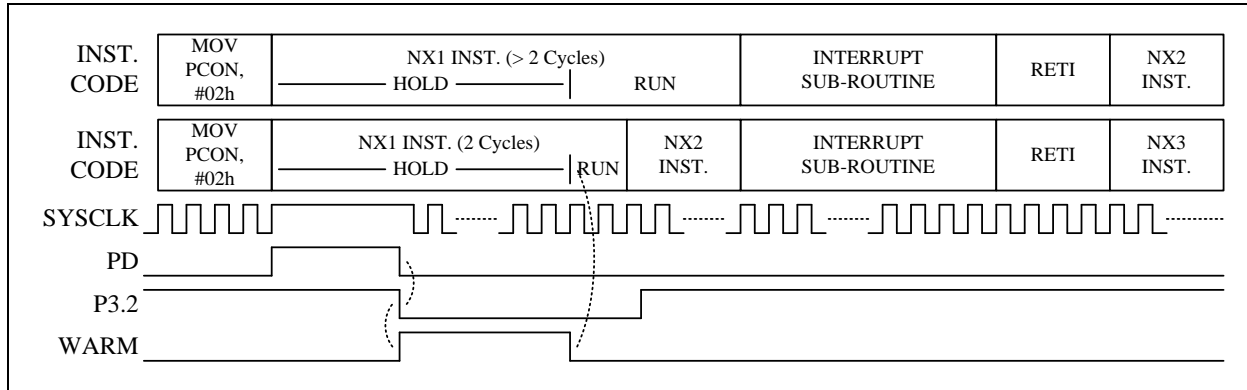 INST.
CODE
MOV
PCON,
#02h
NX1 INST. (> 2 Cycles)
HOLD
RUN
INTERRUPT
SUB-ROUTINE
RETI
NX2
INST.
INST.
CODE
MOV
PCON,
#02h
NX1 INST. (2 Cycles)
HOLD
RUN
NX2
INST.
INTERRUPT
SUB-ROUTINE
RETI
NX3
INST.
SYSCLK
PD
P3.2
WARM